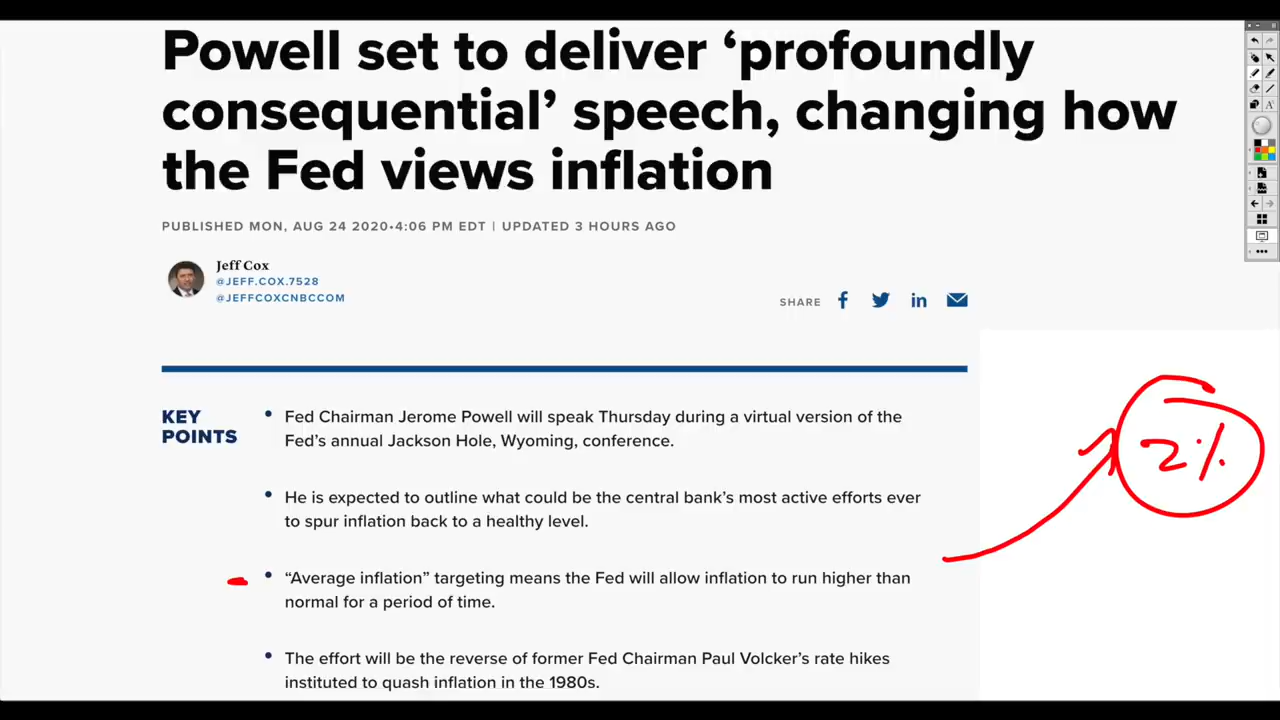 Powell set to deliver ‘profoundly
consequential’ speech, changing how
the Fed views inflation
PUBLISHED MON, AUG 24 2020•4:06 PM EDT | UPDATED 3 HOURS AGO
Jeff Cox
@JEFF.COX.7528
@JEFFCOXCNBCCOM
SHARE
KEY
POINTS
• Fed Chairman Jerome Powell will speak Thursday during a virtual version of the
Fed’s annual Jackson Hole, Wyoming, conference.
• He is expected to outline what could be the central bank’s most active efforts ever
to spur inflation back to a healthy level.
• “Average inflation” targeting means the Fed will allow inflation to run higher than
normal for a period of time.
• The effort will be the reverse of former Fed Chairman Paul Volcker’s rate hikes
instituted to quash inflation in the 1980s.
2%